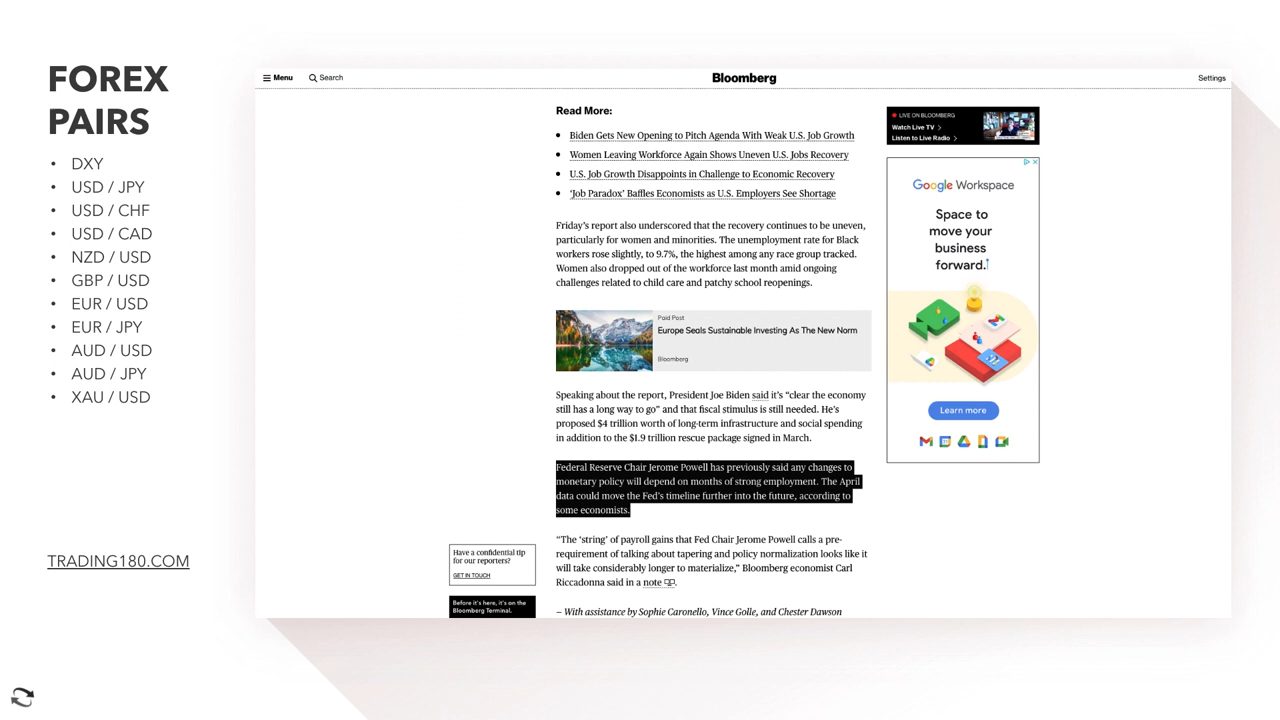 FOREX
PAIRS
• DXY
• USD / JPY
• USD / CHF
• USD / CAD
• NZD / USD
• GBP / USD
• EUR / USD
• EUR / JPY
• AUD / USD
• AUD / JPY
• XAU / USD
TRADING180.COM
Menu
Search
Bloomberg
Settings
Read More:
• Biden Gets New Opening to Pitch Agenda With Weak U.S. Job Growth
• Women Leaving Workforce Again Shows Uneven U.S. Jobs Recovery
• U.S. Job Growth Disappoints in Challenge to Economic Recovery
• ‘Job Paradox’ Baffles Economists as U.S. Employers See Shortage
Friday’s report also underscored that the recovery continues to be uneven,
particularly for women and minorities. The unemployment rate for Black
workers rose slightly, to 9.7%, the highest among any race group tracked.
Women also dropped out of the workforce last month amid ongoing
challenges related to child care and patchy school reopenings.
Paid Post
Europe Seals Sustainable Investing As The New Norm
Bloomberg
Speaking about the report, President Joe Biden said it’s “clear the economy
still has a long way to go” and that fiscal stimulus is still needed. He’s
proposed $4 trillion worth of long-term infrastructure and social spending
in addition to the $1.9 trillion rescue package signed in March.
Federal Reserve Chair Jerome Powell has previously said any changes to
monetary policy will depend on months of strong employment. The April
data could move the Fed’s timeline further into the future, according to
some economists.
“The ‘string’ of payroll gains that Fed Chair Jerome Powell calls a pre-
requirement of talking about tapering and policy normalization looks like it
will take considerably longer to materialize,” Bloomberg economist Carl
Riccadonna said in a note.
– With assistance by Sophie Caronello, Vince Golle, and Chester Dawson
Have a confidential tip
for our reporters?
GET IN TOUCH
Before it’s here, it’s on the
Bloomberg Terminal.
LIVE ON BLOOMBERG
Watch Live TV >
Listen to Live Radio >
Google Workspace
Space to
move your
business
forward.
Learn more